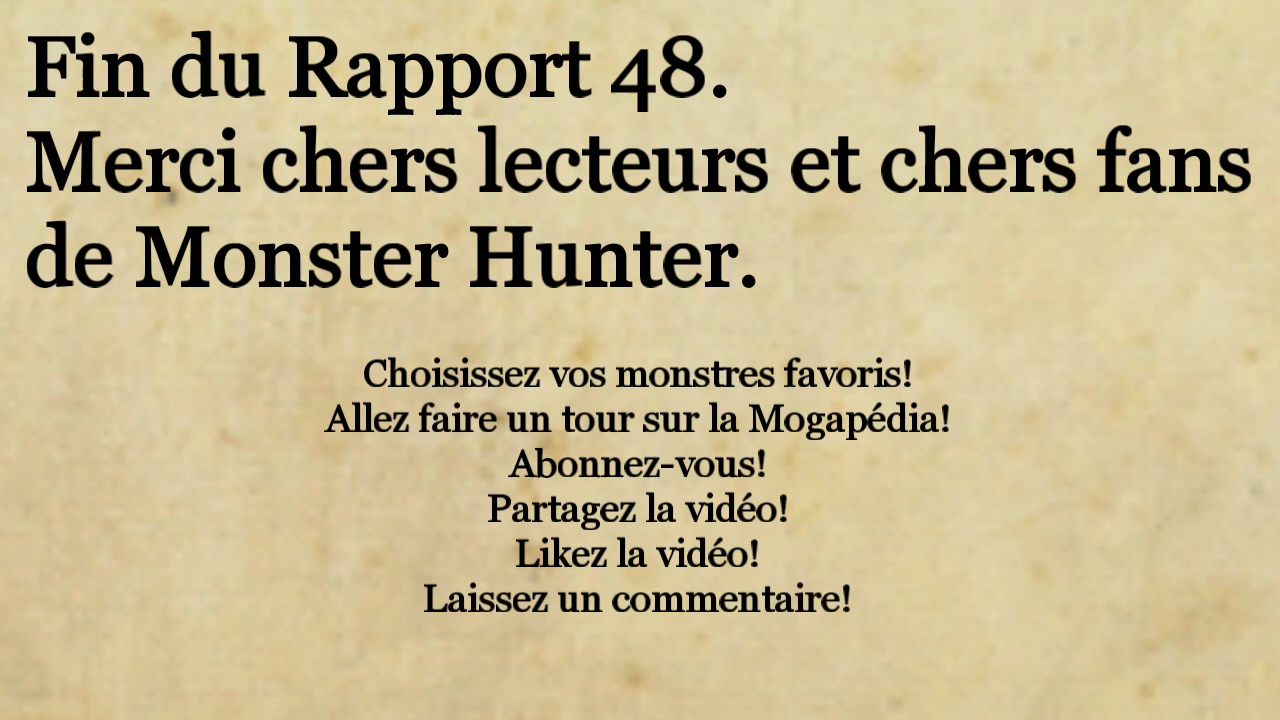 Fin du Rapport 48.
Merci chers lecteurs et chers fans
de Monster Hunter.
Choisissez vos monstres favoris!
Allez faire un tour sur la Mogapédia!
Abonnez-vous!
Partagez la vidéo!
Likez la vidéo!
Laissez un commentaire!